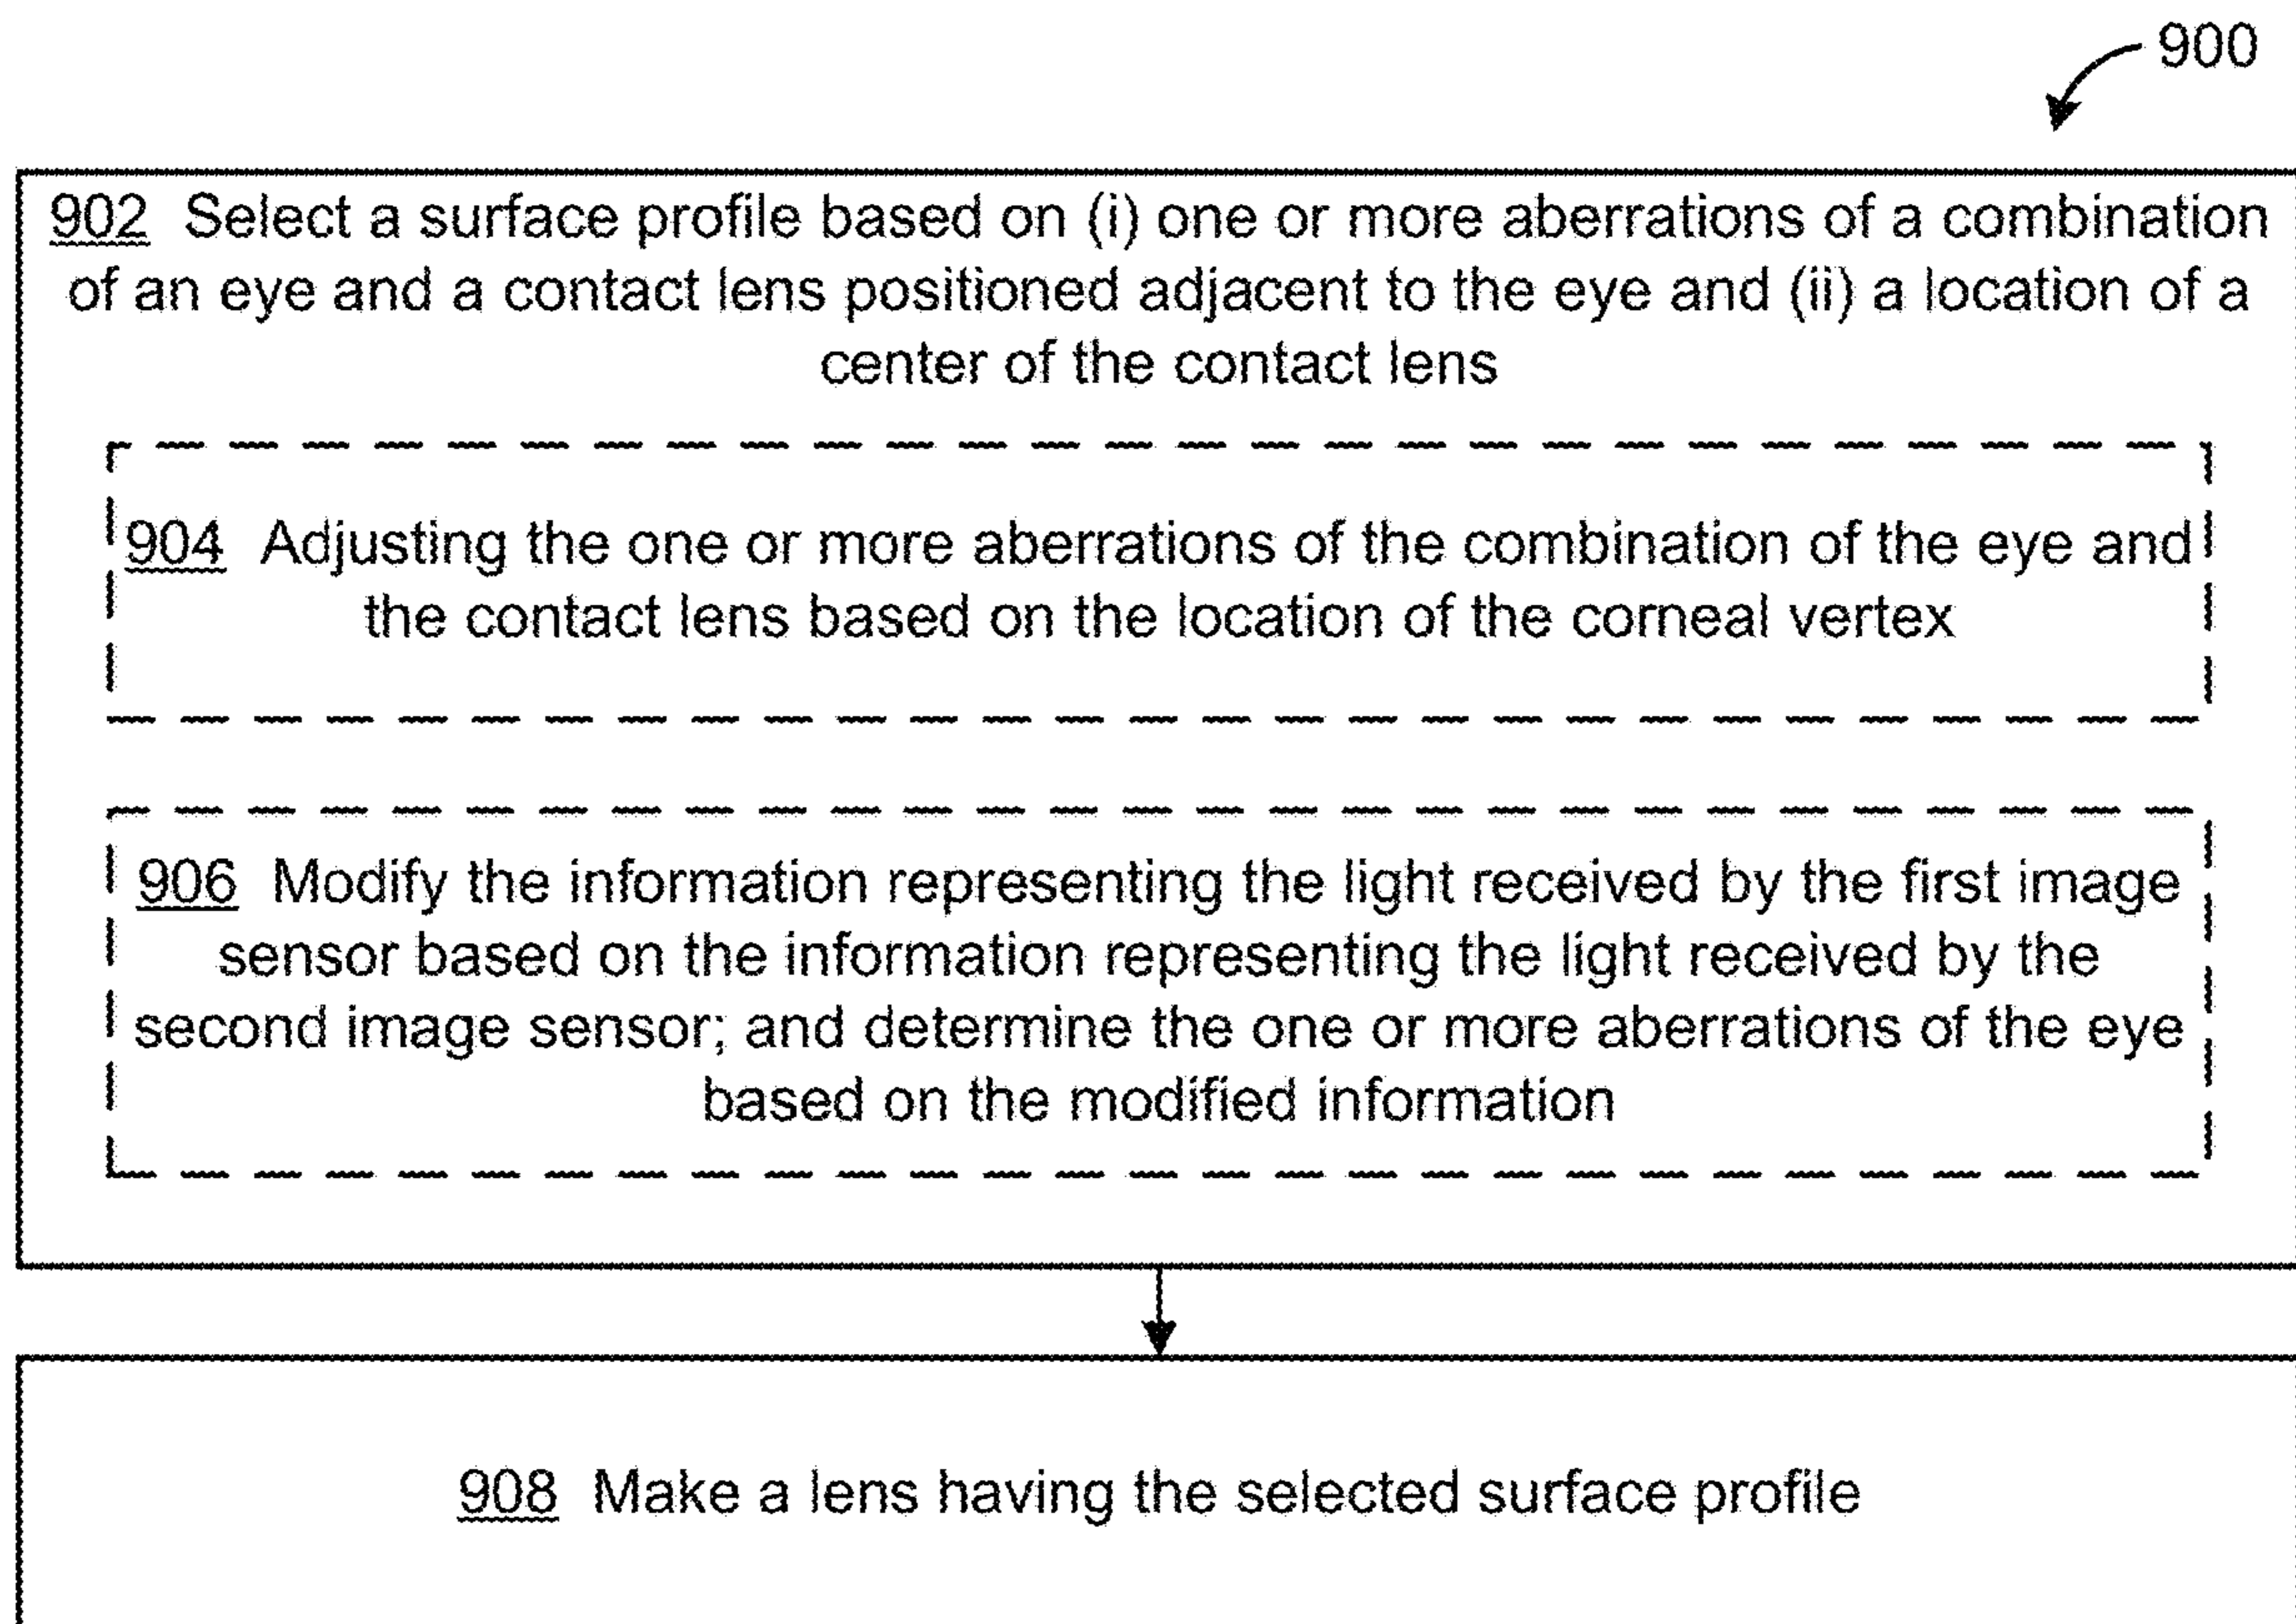 900
902 Select a surface profile based on (i) one or more aberrations of a combination
of an eye and a contact lens positioned adjacent to the eye and (ii) a location of a
center of the contact lens
904 Adjusting the one or more aberrations of the combination of the eye and
the contact lens based on the location of the corneal vertex
906 Modify the information representing the light received by the first image
sensor based on the information representing the light received by the
second image sensor; and determine the one or more aberrations of the eye
based on the modified information
908 Make a lens having the selected surface profile